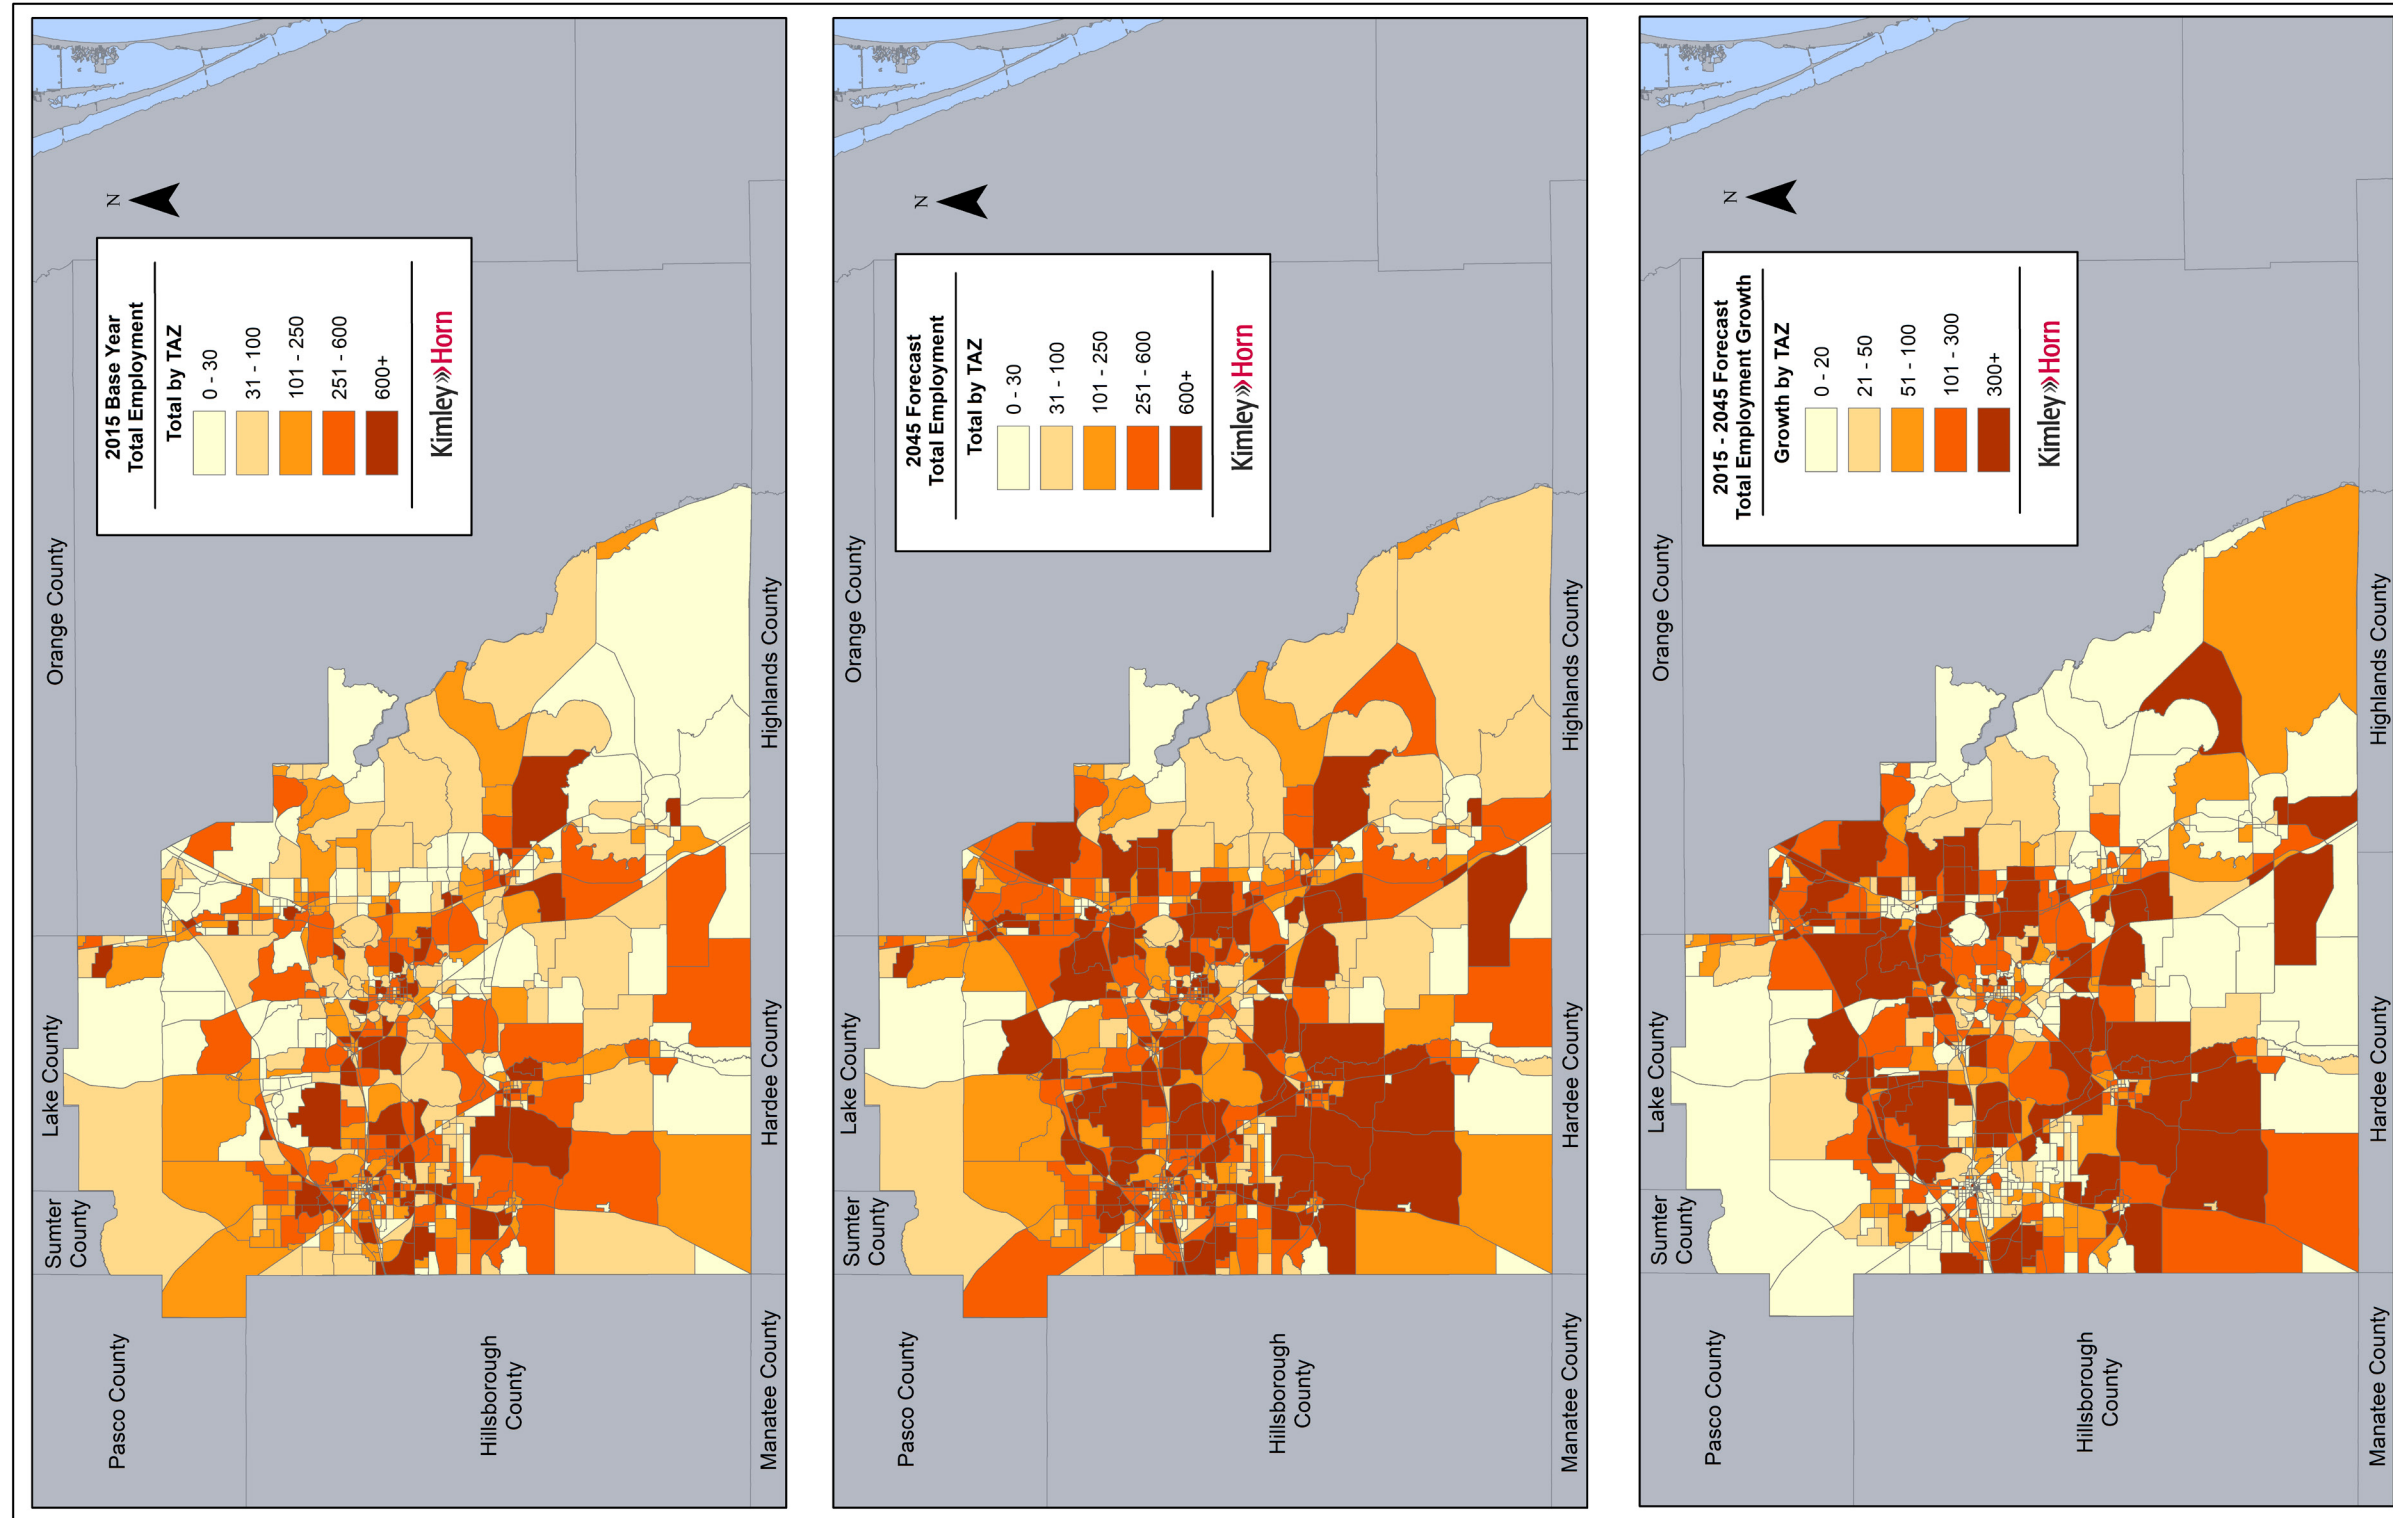 2015 Base Year
Total Employment
Total by TAZ
0 - 30
31 - 100
101 - 250
251 - 600
600+
Kimley»Horn
N
Orange County
Lake County
Sumter
County
Pasco County
Hillsborough
County
Manatee County
Hardee County
Highlands County
2045 Forecast
Total Employment
Total by TAZ
0 - 30
31 - 100
101 - 250
251 - 600
600+
Kimley»Horn
N
Orange County
Lake County
Sumter
County
Pasco County
Hillsborough
County
Manatee County
Hardee County
Highlands County
2015 - 2045 Forecast
Total Employment Growth
Growth by TAZ
0 - 20
21 - 50
51 - 100
101 - 300
300+
Kimley»Horn
N
Orange County
Lake County
Sumter
County
Pasco County
Hillsborough
County
Manatee County
Hardee County
Highlands County